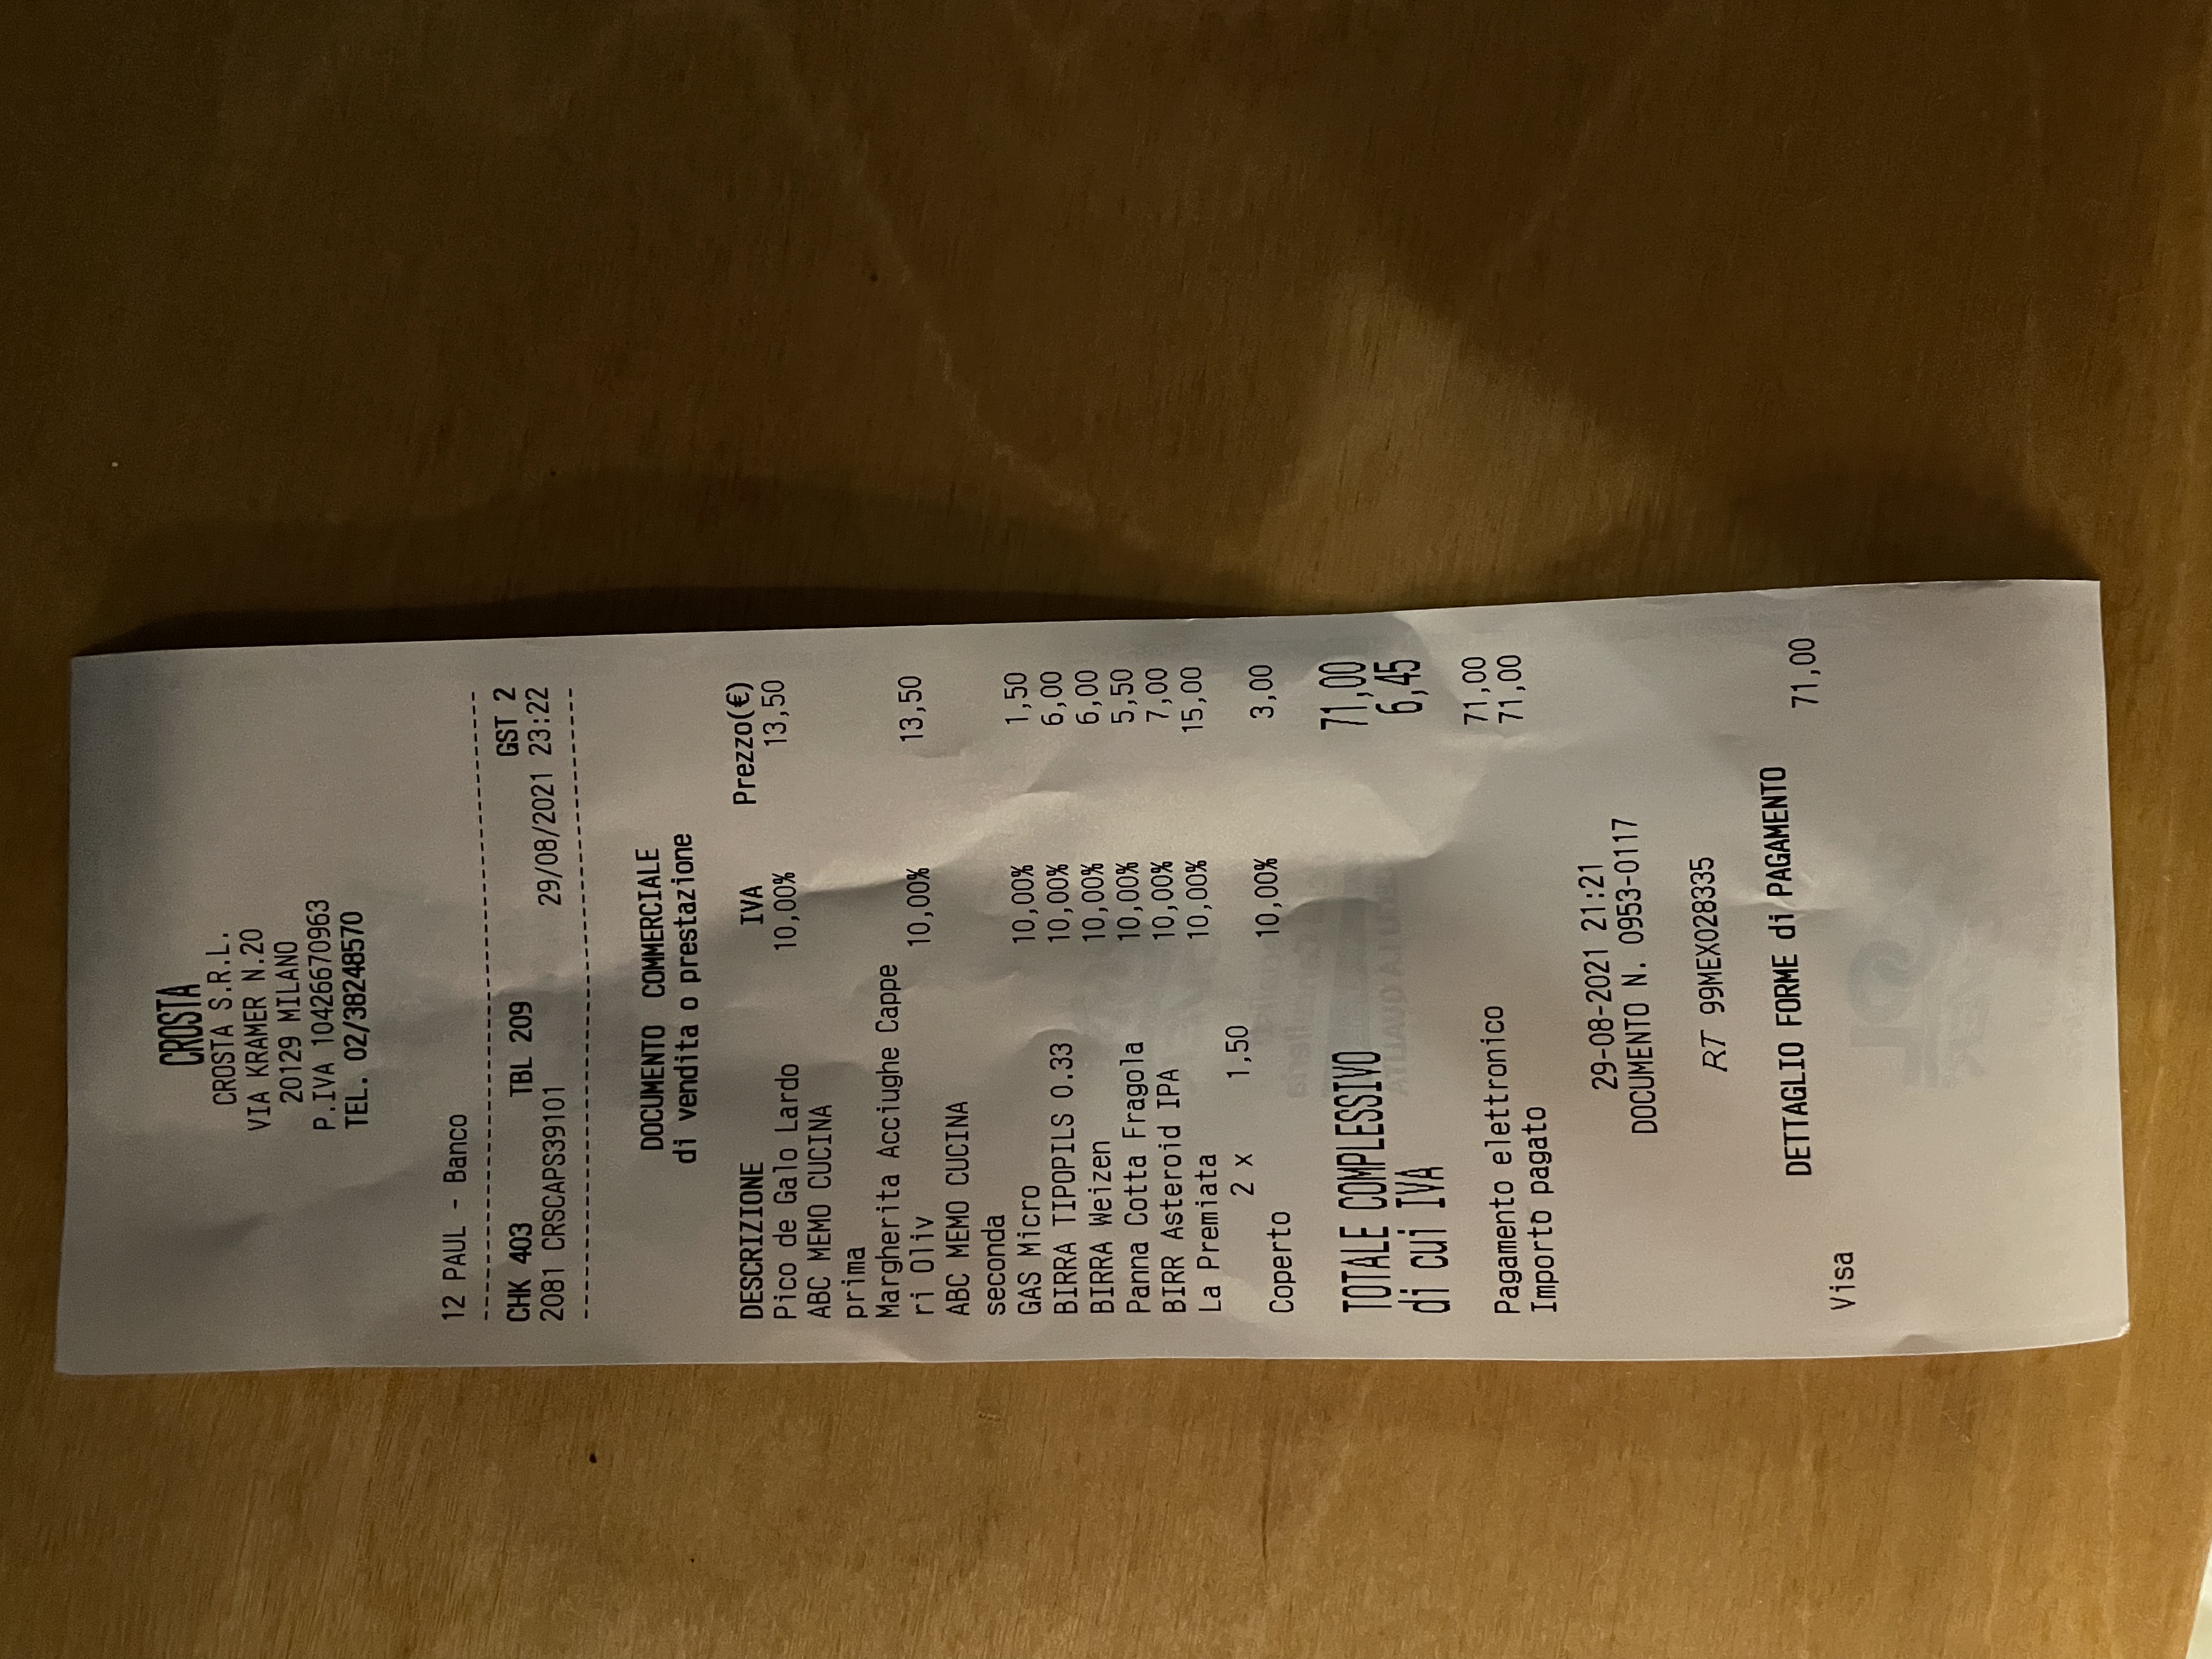 CROSTA
CROSTA S.R.L.
VIA KRAMER N.20
20129 MILANO
P.IVA 10426670963
TEL. 02/38248570
12 PAUL - Banco
CHK 403 TBL 209 GST 2
2081 CRSCAPS39101 29/08/2021 23:22
DOCUMENTO COMMERCIALE
di vendita o prestazione
DESCRIZIONE IVA Prezzo(€)
Pico de Galo Lardo 10,00% 13,50
ABC MEMO CUCINA
prima
Margherita Acciughe Cappe
ri Oliv 10,00% 13,50
ABC MEMO CUCINA
seconda
GAS Micro 10,00% 1,50
BIRRA TIPOPILS 0.33 10,00% 6,00
BIRRA Weizen 10,00% 6,00
Panna Cotta Fragola 10,00% 5,50
BIRR Asteroid IPA 10,00% 7,00
La Premiata 10,00% 15,00
2 x 1,50
Coperto 10,00% 3,00
TOTALE COMPLESSIVO 71,00
di cui IVA 6,45
Pagamento elettronico 71,00
Importo pagato 71,00
29-08-2021 21:21
DOCUMENTO N. 0953-0117
RT 99MEX028335
DETTAGLIO FORME di PAGAMENTO
Visa 71,00